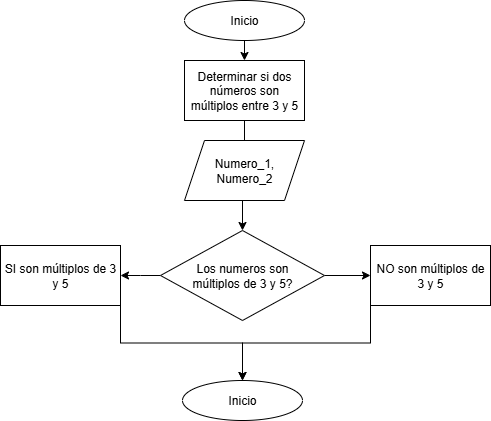 Inicio
Determinar si dos
números son
múltiplos entre 3 y 5
Numero_1,
Numero_2
Los numeros son
múltiplos de 3 y 5?
SI son múltiplos de 3
y 5
NO son múltiplos de
3 y 5
Inicio